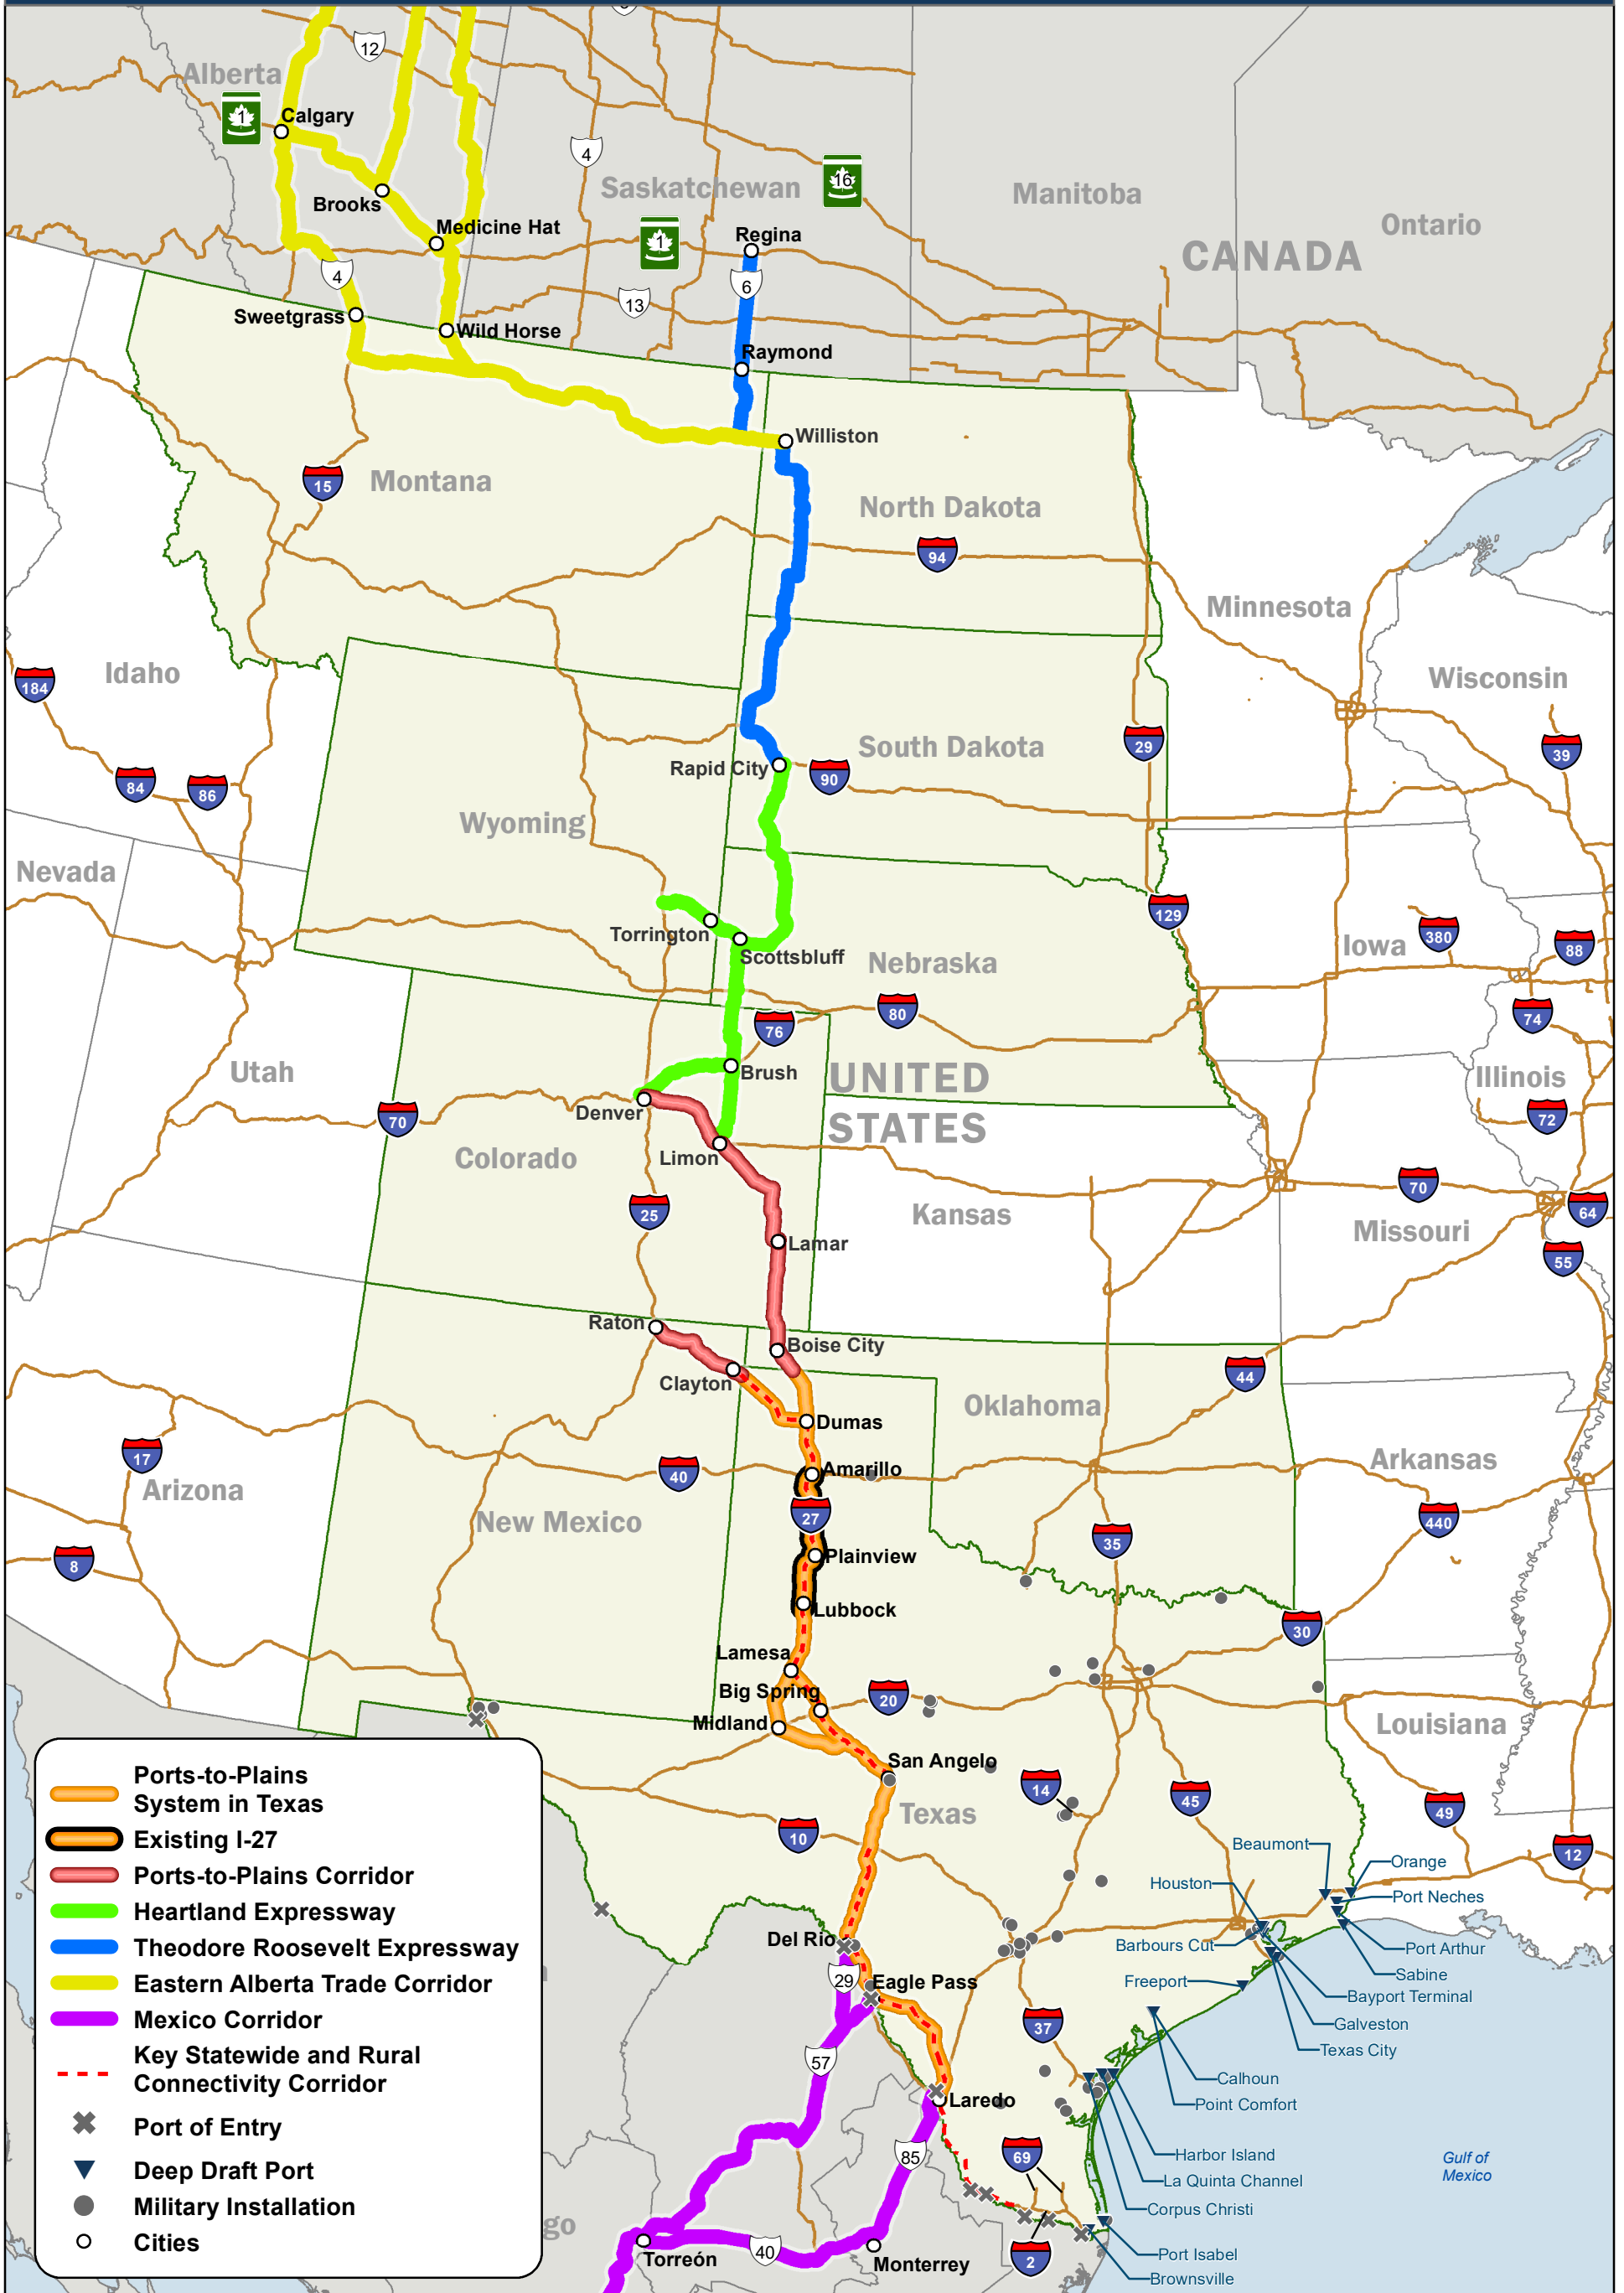 12
Alberta
1
Calgary
4
Saskatchewan
16
Manitoba
Ontario
Brooks
Medicine Hat
1
Regina
CANADA
4
6
13
Sweetgrass
Wild Horse
Raymond
Williston
15
Montana
North Dakota
94
Minnesota
Idaho
184
Wisconsin
South Dakota
29
39
Rapid City
90
84
86
Wyoming
Nevada
129
Torrington
380
Iowa
88
Scottsbluff
Nebraska
80
76
74
Utah
Brush
UNITED
STATES
Illinois
Denver
70
72
Colorado
Limon
70
64
25
Kansas
Missouri
Lamar
55
Raton
Boise City
44
Clayton
Oklahoma
Dumas
17
40
Amarillo
Arkansas
Arizona
27
New Mexico
440
35
8
Plainview
Lubbock
30
Lamesa
Big Spring
20
Midland
Louisiana
San Angelo
14
45
Texas
49
10
Beaumont
12
Orange
Houston
Port Neches
Del Rio
Barbours Cut
Port Arthur
Sabine
29
Eagle Pass
Freeport
Bayport Terminal
37
Galveston
Texas City
57
Calhoun
Laredo
Point Comfort
85
69
Harbor Island
Gulf of
Mexico
La Quinta Channel
Corpus Christi
go
40
Torreón
Monterrey
2
Port Isabel
Brownsville
Ports-to-Plains
System in Texas
Existing I-27
Ports-to-Plains Corridor
Heartland Expressway
Theodore Roosevelt Expressway
Eastern Alberta Trade Corridor
Mexico Corridor
Key Statewide and Rural
Connectivity Corridor
Port of Entry
Deep Draft Port
Military Installation
Cities